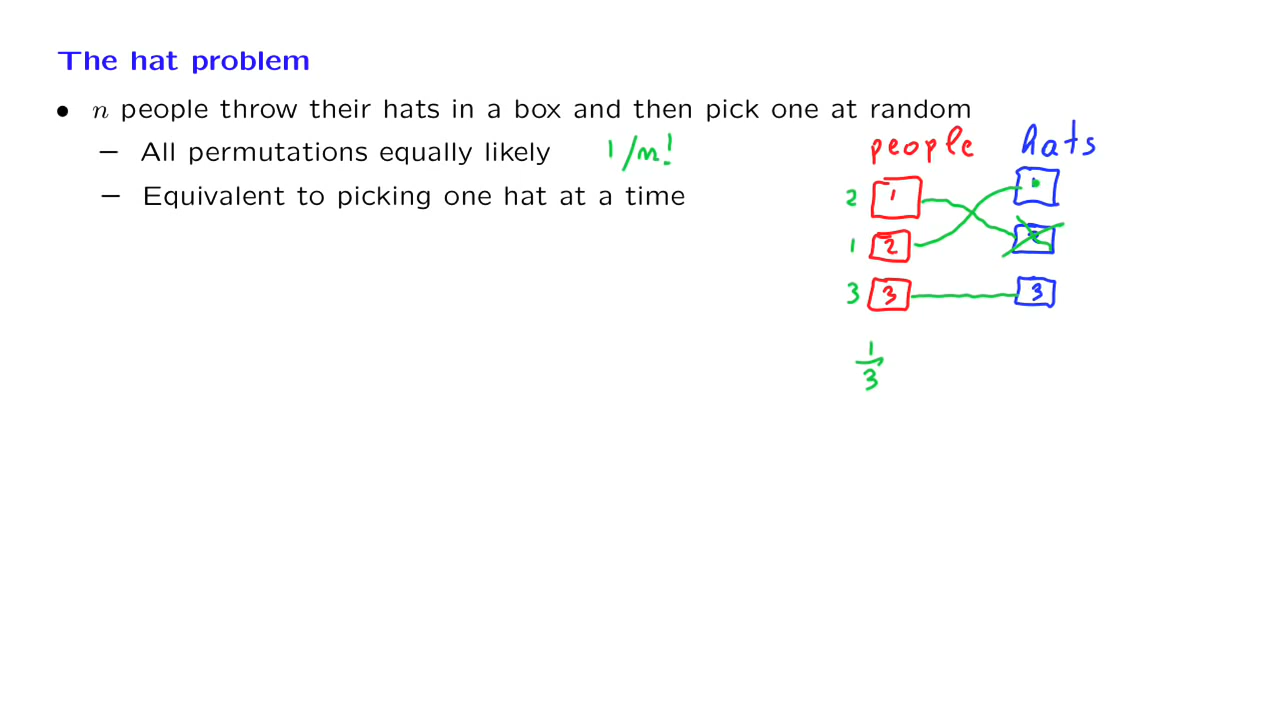 The hat problem
• n people throw their hats in a box and then pick one at random
– All permutations equally likely 1/n!
– Equivalent to picking one hat at a time
people hats
2 1
1 2
3 3 3
1
3